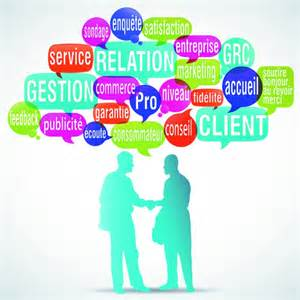 enquête
satisfaction
sondage
entreprise
GRC
service
RELATION
marketing
sourire
bonjour
au revoir
merci
GESTION
commerce
Pro
niveau
accueil
fidelité
feedback
garantie
publicité
CLIENT
écoute
consommateur
conseil